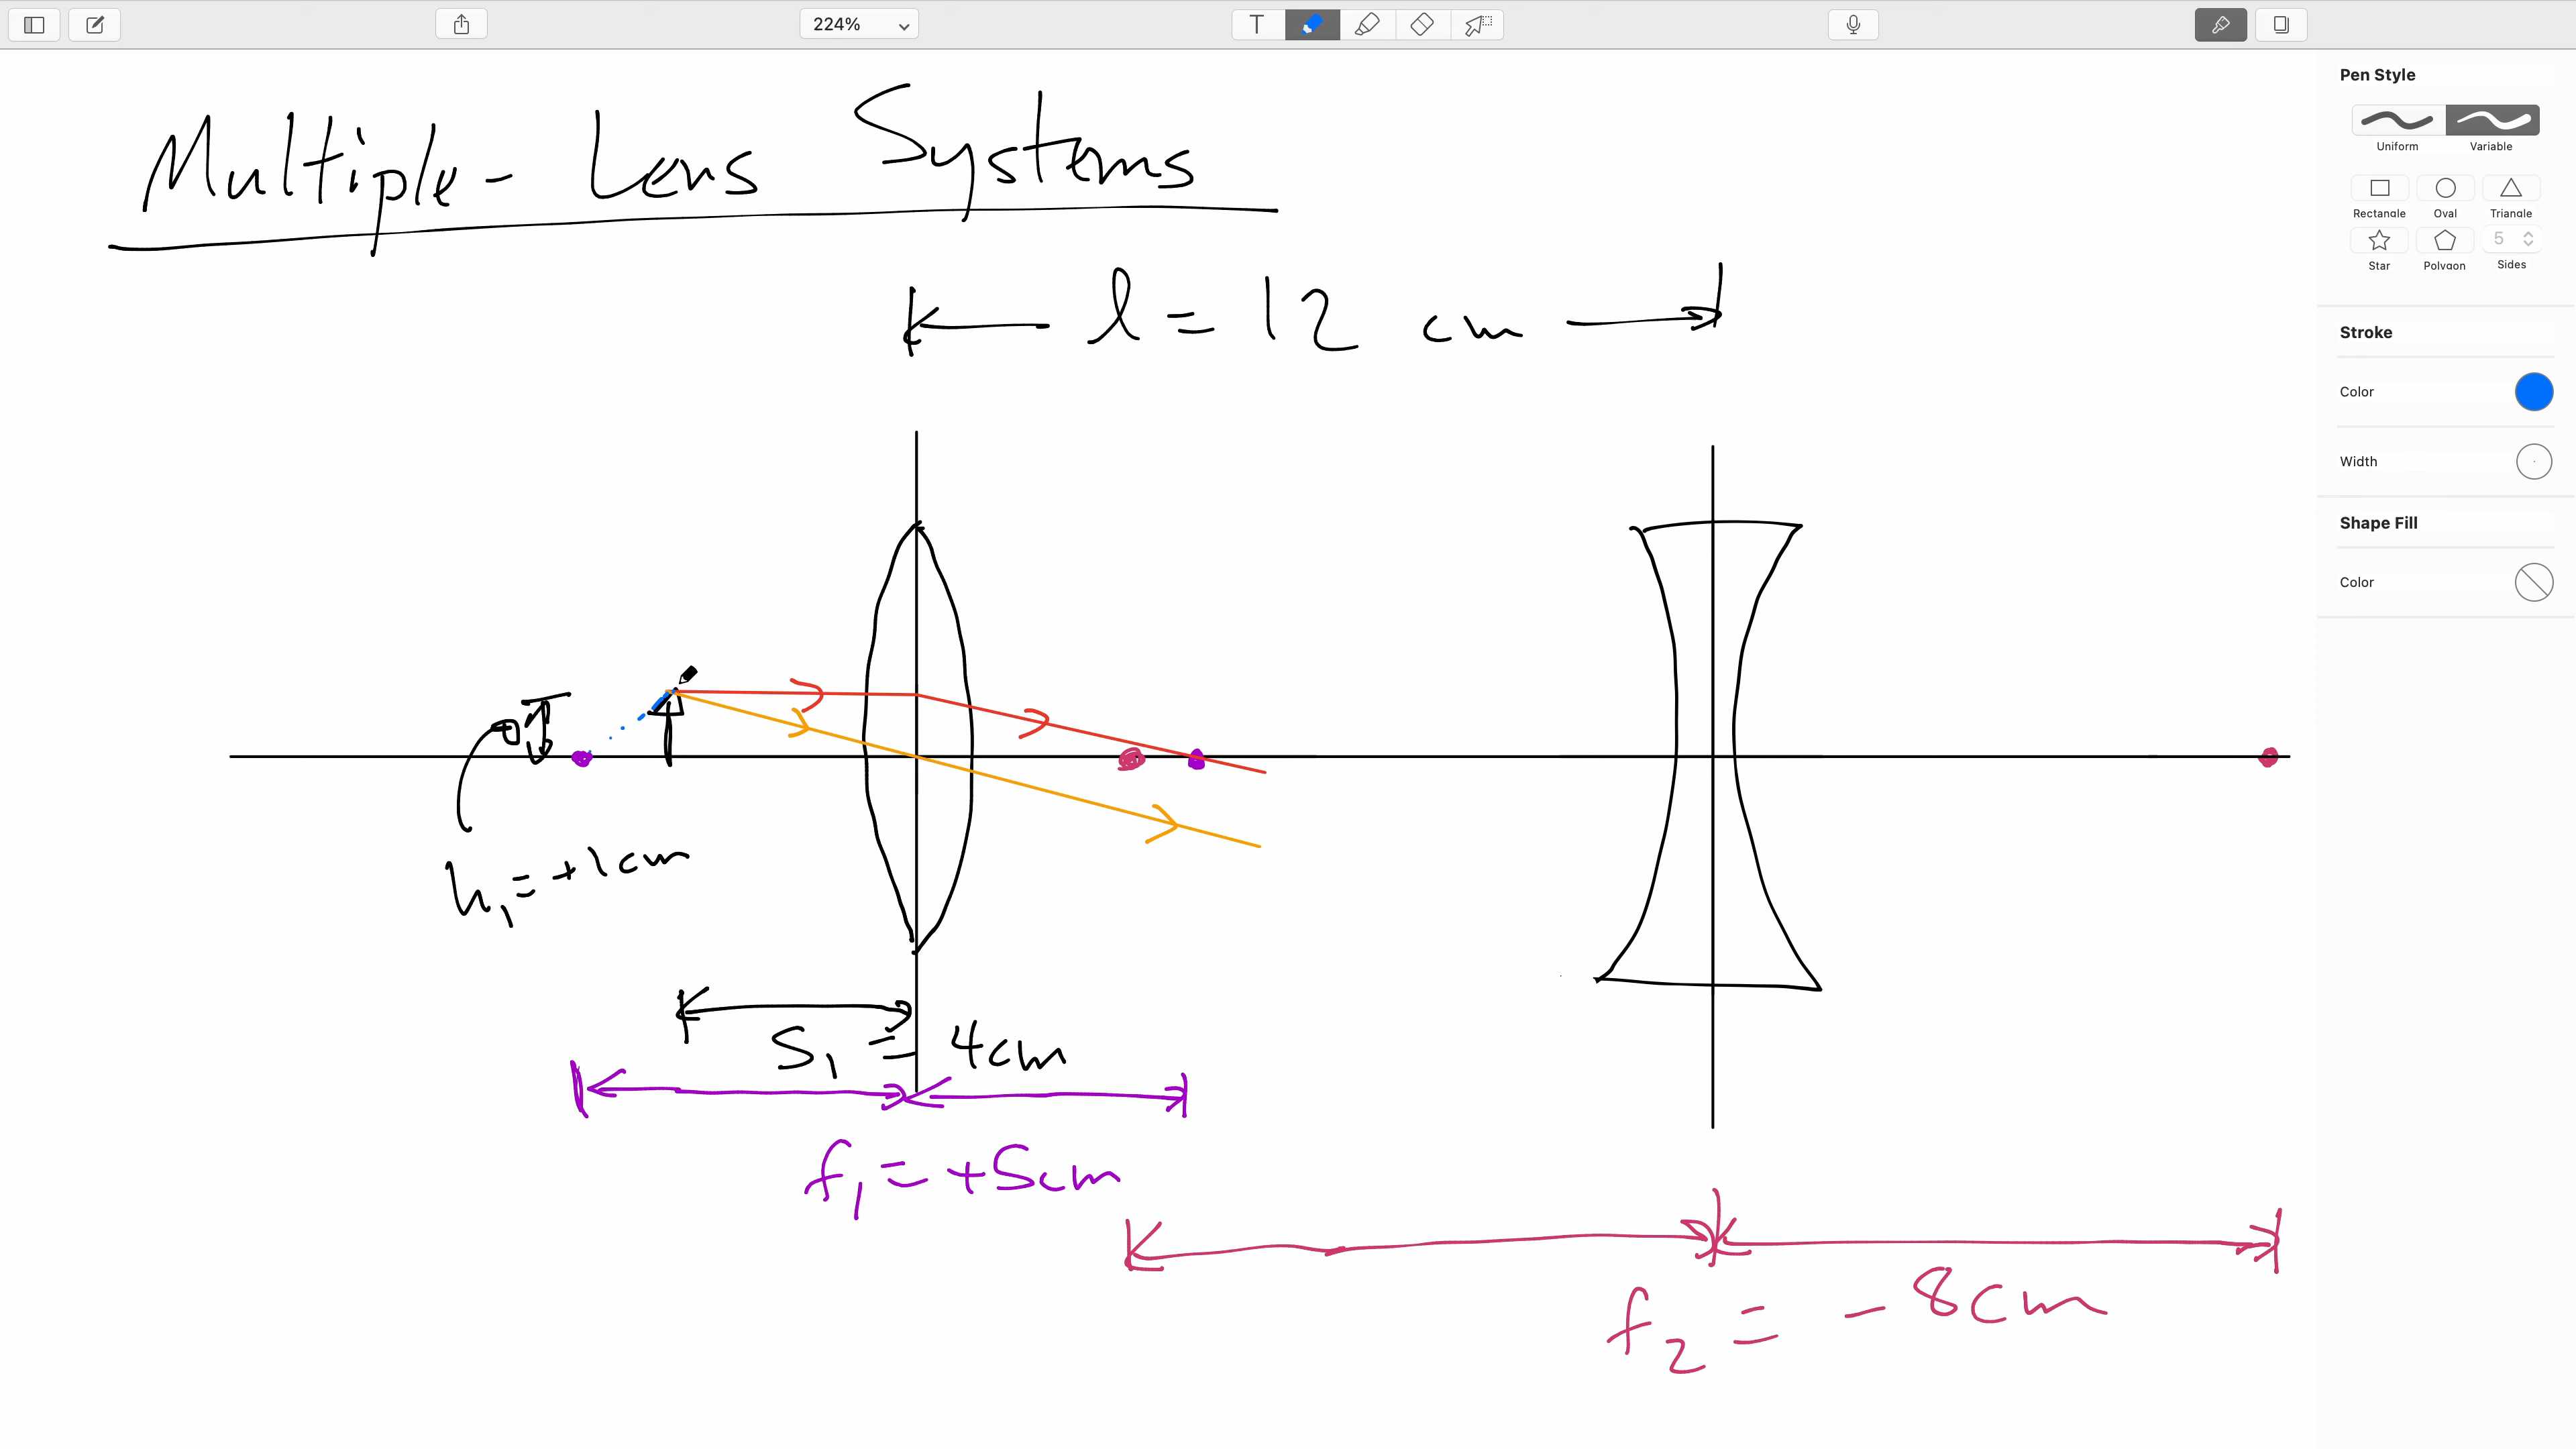 224%
T
Pen Style
Uniform Variable
Rectangle Oval Triangle
5
Star Polygon Sides
Stroke
Color
Width
Shape Fill
Color
Multiple-Lens Systems
l = 12 cm
h₁ = +1cm
S₁ = 4cm
f₁ = +5cm
f₂ = -8cm